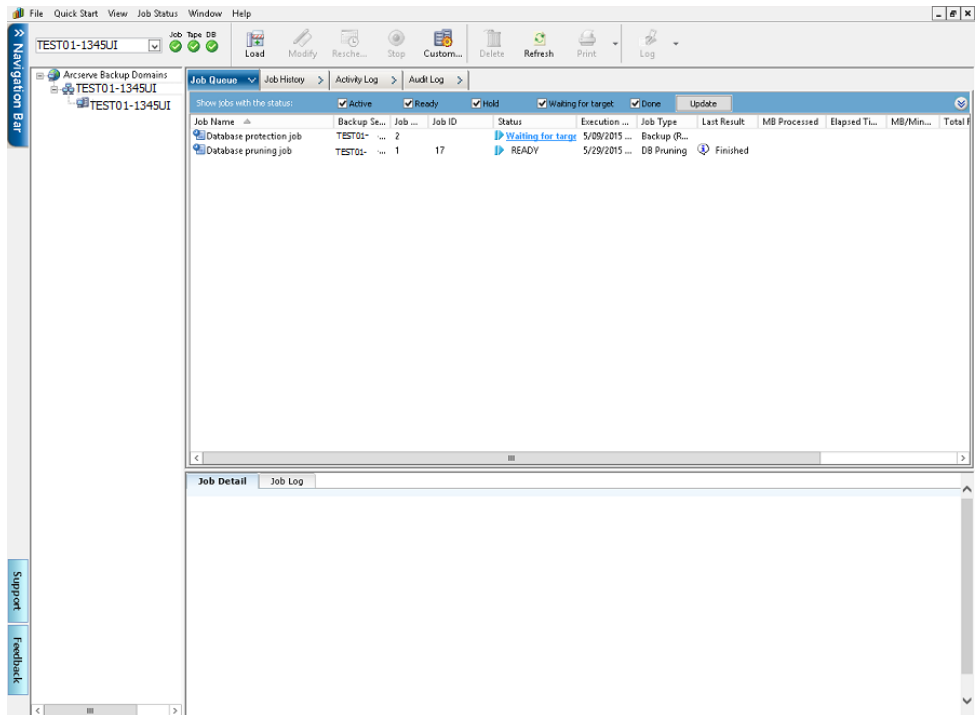 File Quick Start View Job Status Window Help
TEST01-1345UI
Job Tape DB
Load Modify Resche... Stop Custom... Delete Refresh Print Log
Navigation Bar
Arcserve Backup Domains
TEST01-1345UI
TEST01-1345UI
Job Queue Job History Activity Log Audit Log
Show jobs with the status: Active Ready Hold Waiting for target Done Update
Job Name Backup Se... Job ... Job ID Status Execution ... Job Type Last Result MB Processed Elapsed Ti... MB/Min... Total F
Database protection job TEST01- ... 2 Waiting for targe 5/09/2015 ... Backup (R...
Database pruning job TEST01- ... 1 17 READY 5/29/2015 ... DB Pruning Finished
Job Detail Job Log
Support
Feedback